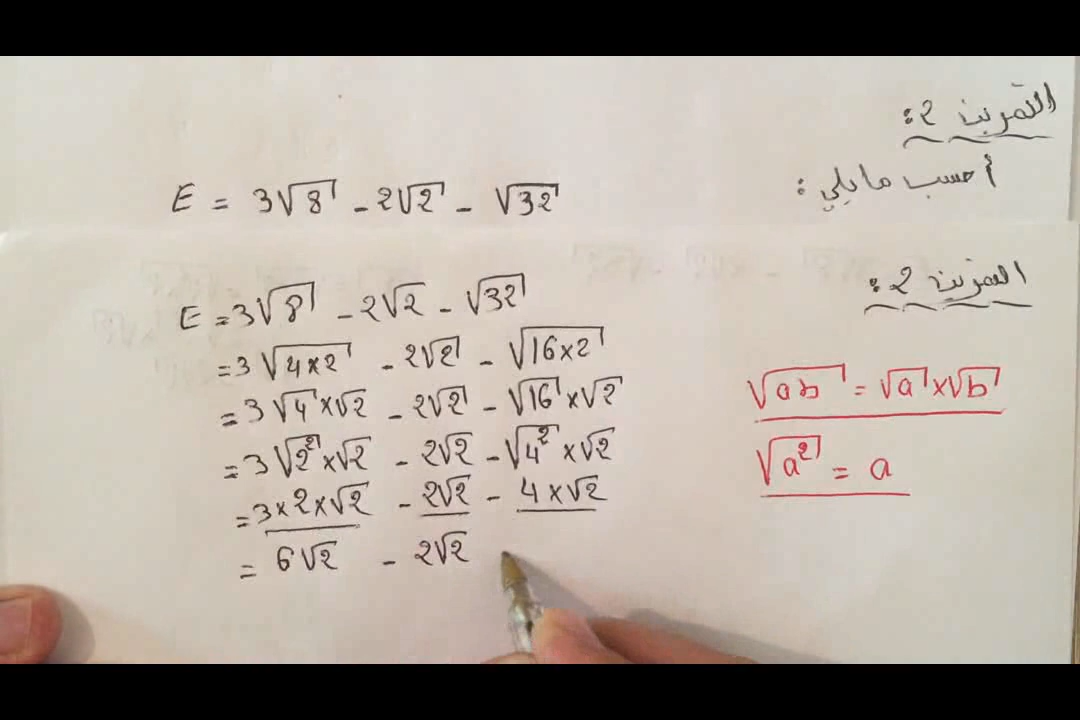 التمرين 2:
أحسب ما يلي:
E = 3√8 - 2√2 - √32
التمرين 2:
E = 3√8 - 2√2 - √32
= 3√4×2 - 2√2 - √16×2
= 3√4×√2 - 2√2 - √16×√2
= 3√2²×√2 - 2√2 - √4²×√2
= 3×2×√2 - 2√2 - 4×√2
= 6√2 - 2√2
√ab = √a×√b
√a² = a